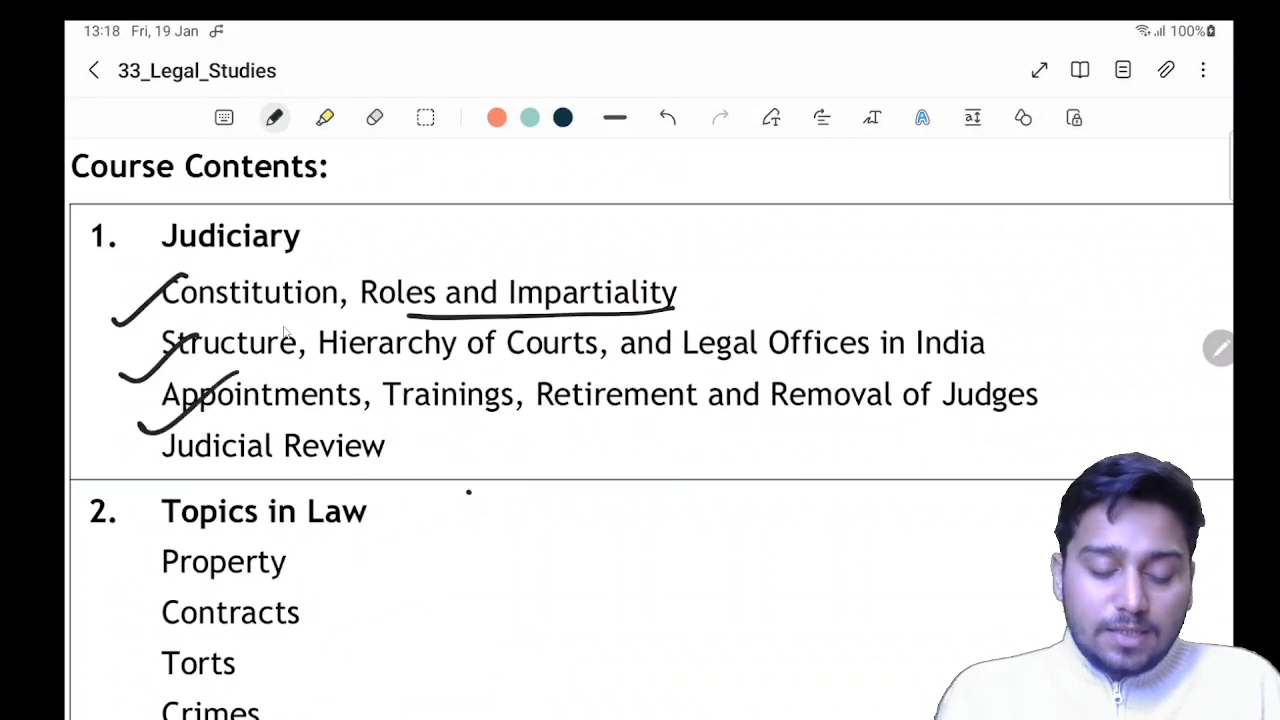 13:18 Fri, 19 Jan 100%
33_Legal_Studies
Course Contents:
1. Judiciary
Constitution, Roles and Impartiality
Structure, Hierarchy of Courts, and Legal Offices in India
Appointments, Trainings, Retirement and Removal of Judges
Judicial Review
2. Topics in Law
Property
Contracts
Torts
Crimes